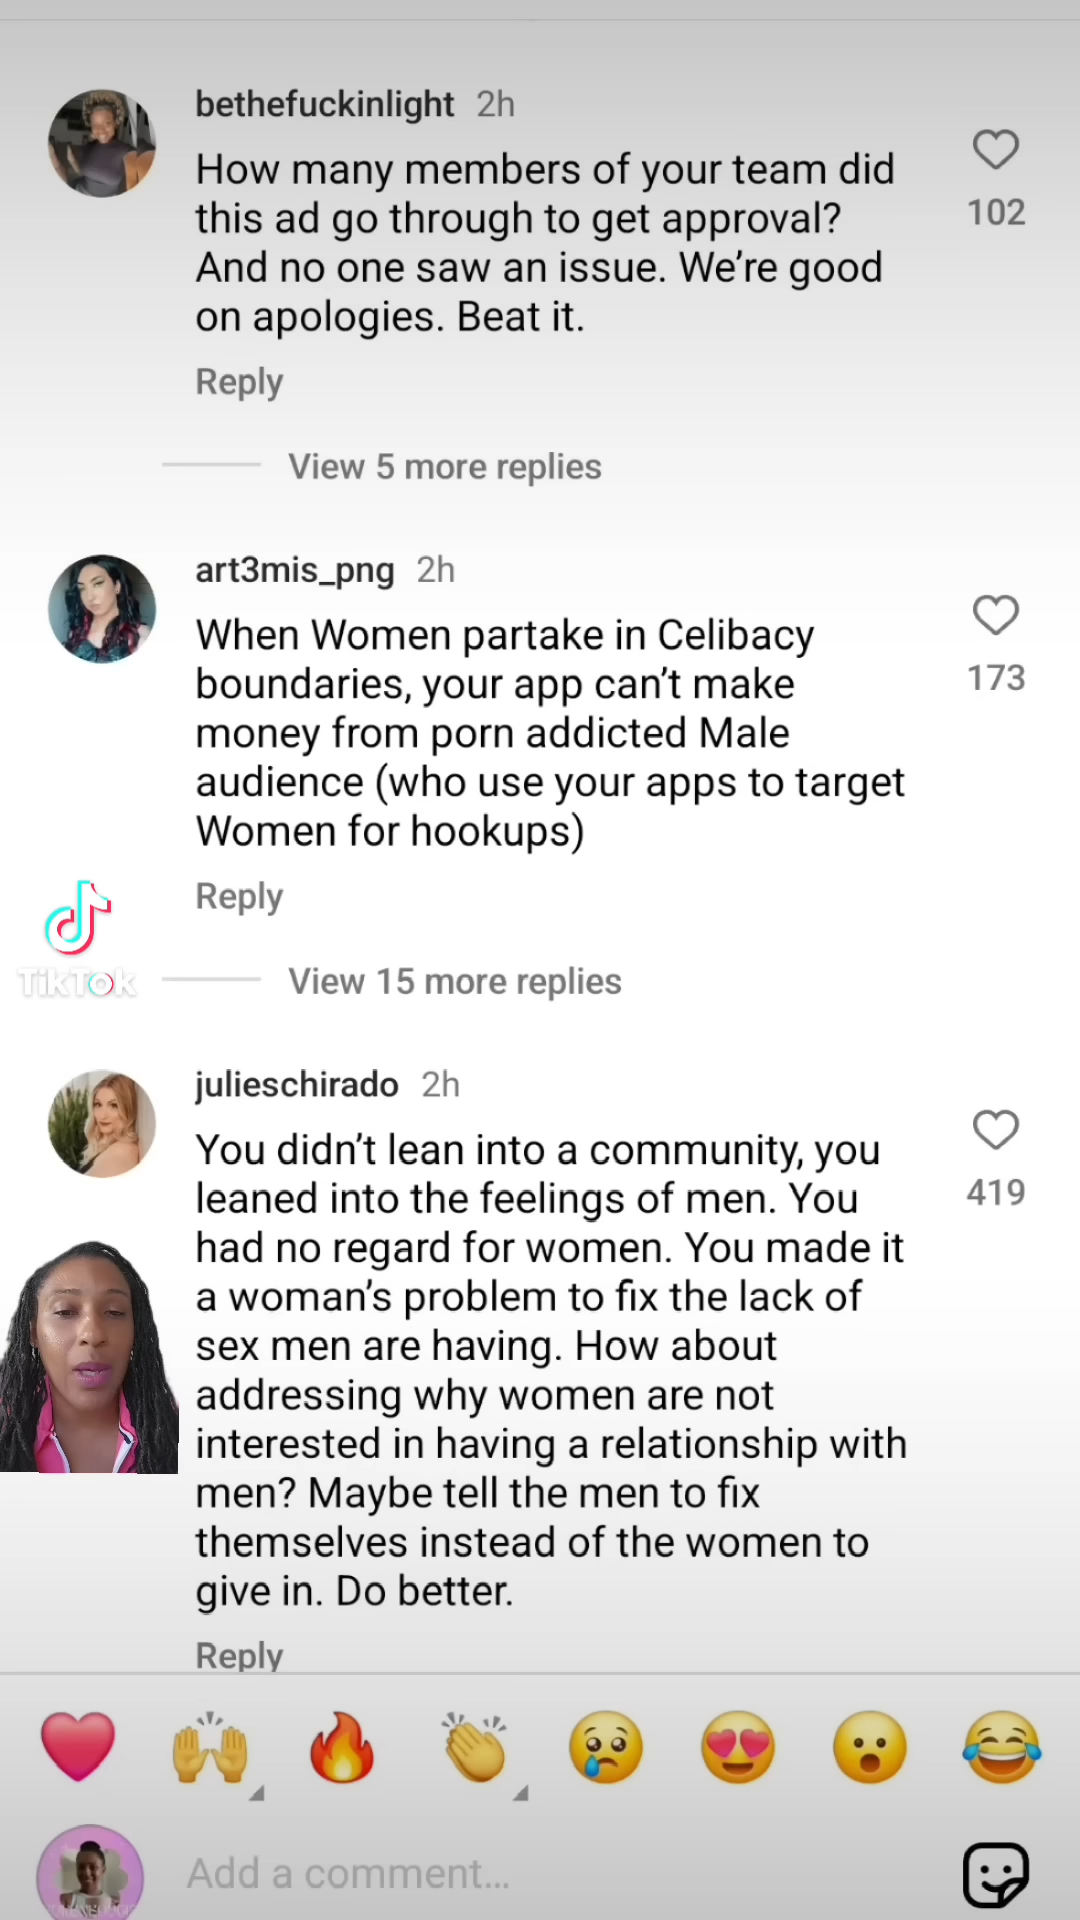 bethefuckinlight 2h
How many members of your team did
this ad go through to get approval?
And no one saw an issue. We're good
on apologies. Beat it.
102
Reply
View 5 more replies
art3mis_png 2h
When Women partake in Celibacy
boundaries, your app can't make
money from porn addicted Male
audience (who use your apps to target
Women for hookups)
173
Reply
TikTok
View 15 more replies
julieschirado 2h
You didn't lean into a community, you
leaned into the feelings of men. You
had no regard for women. You made it
a woman's problem to fix the lack of
sex men are having. How about
addressing why women are not
interested in having a relationship with
men? Maybe tell the men to fix
themselves instead of the women to
give in. Do better.
419
Reply
Add a comment...